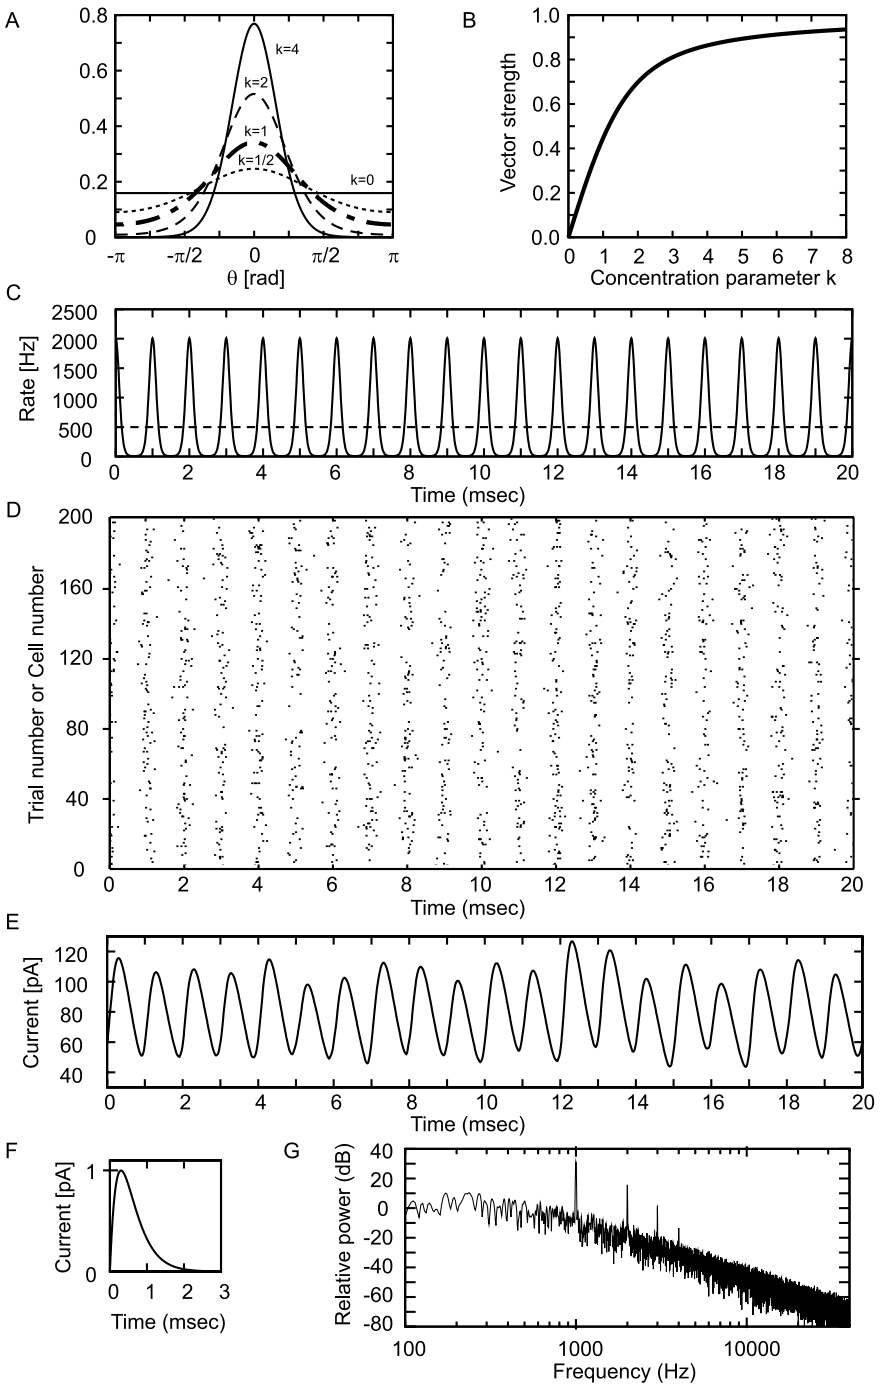 A
0.8
0.6
0.4
0.2
0
k=4
k=2
k=1
k=1/2
k=0
-π -π/2 0 π/2 π
θ [rad]
B
1.0
0.8
0.6
0.4
0.2
0.0
Vector strength
0 1 2 3 4 5 6 7 8
Concentration parameter k
C
2500
2000
1500
1000
500
0
Rate [Hz]
0 2 4 6 8 10 12 14 16 18 20
Time (msec)
D
200
160
120
80
40
0
Trial number or Cell number
0 2 4 6 8 10 12 14 16 18 20
Time (msec)
E
120
100
80
60
40
Current [pA]
0 2 4 6 8 10 12 14 16 18 20
Time (msec)
F
1
0
Current [pA]
0 1 2 3
Time (msec)
G
40
20
0
-20
-40
-60
-80
Relative power (dB)
100 1000 10000
Frequency (Hz)